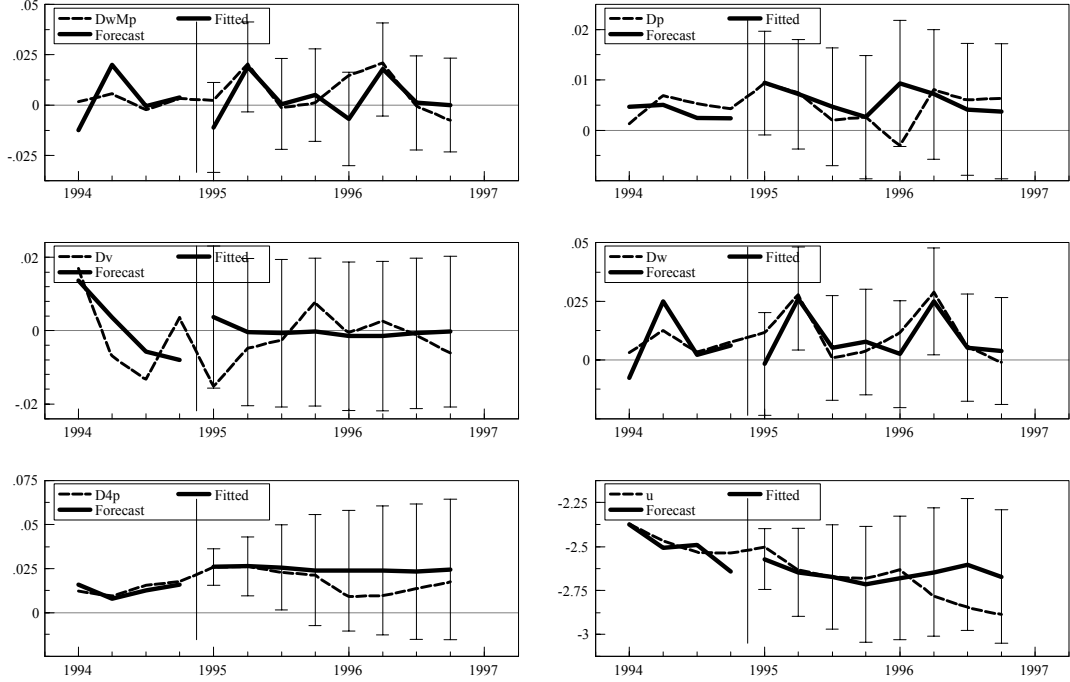 .05
DwMp Fitted
Forecast
.025
0
-.025
1994 1995 1996 1997
Dp Fitted
Forecast
.02
.01
0
1994 1995 1996 1997
Dv Fitted
Forecast
.02
0
-.02
1994 1995 1996 1997
.05
Dw Fitted
Forecast
.025
0
1994 1995 1996 1997
.075
D4p Fitted
Forecast
.05
.025
0
1994 1995 1996 1997
u Fitted
Forecast
-2.25
-2.5
-2.75
-3
1994 1995 1996 1997